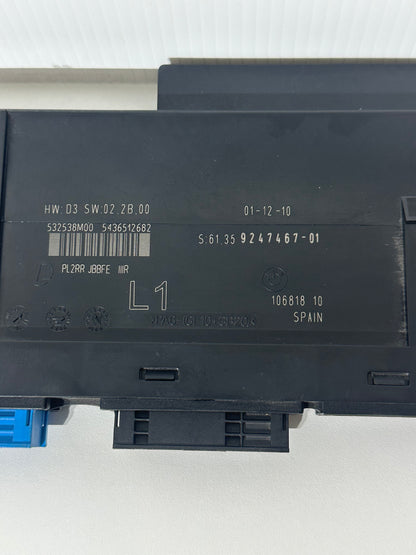 HW: D3 SW:02.2B.00
01-12-10
532538M00 5436512682
S:61.35 9247467-01
PL2RR JBBFE IIIR
L1
106818 10
SPAIN